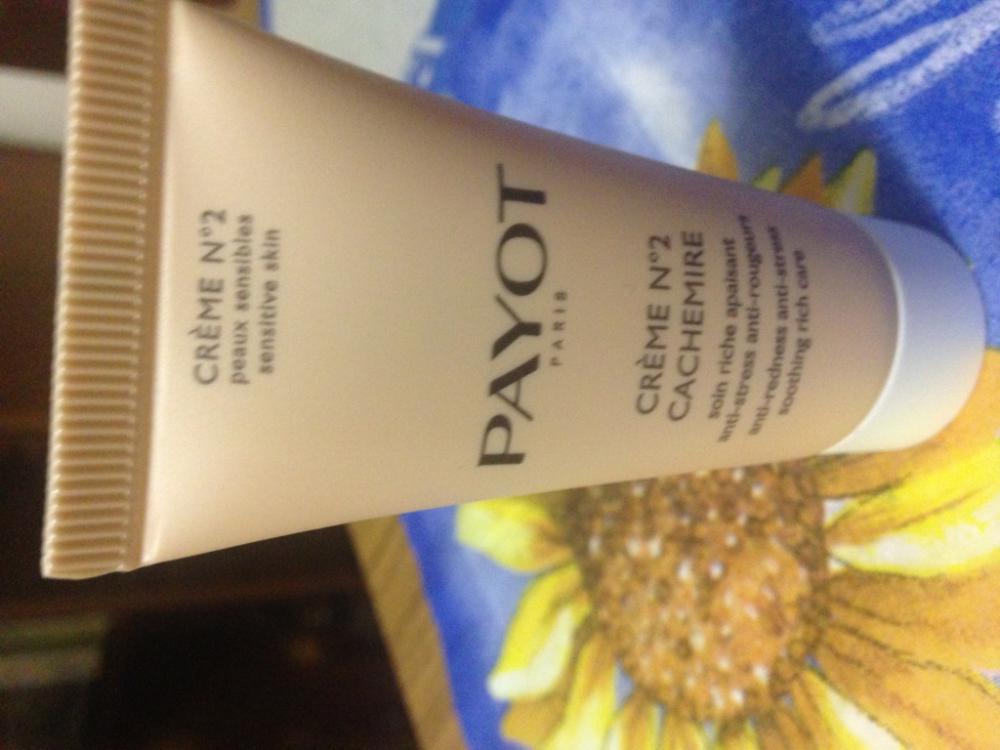 CRÈME N°2
peaux sensibles
sensitive skin
PAYOT
PARIS
CRÈME N°2
CACHEMIRE
soin riche apaisant
anti-stress anti-rougeurs
anti-redness anti-stress
soothing rich care